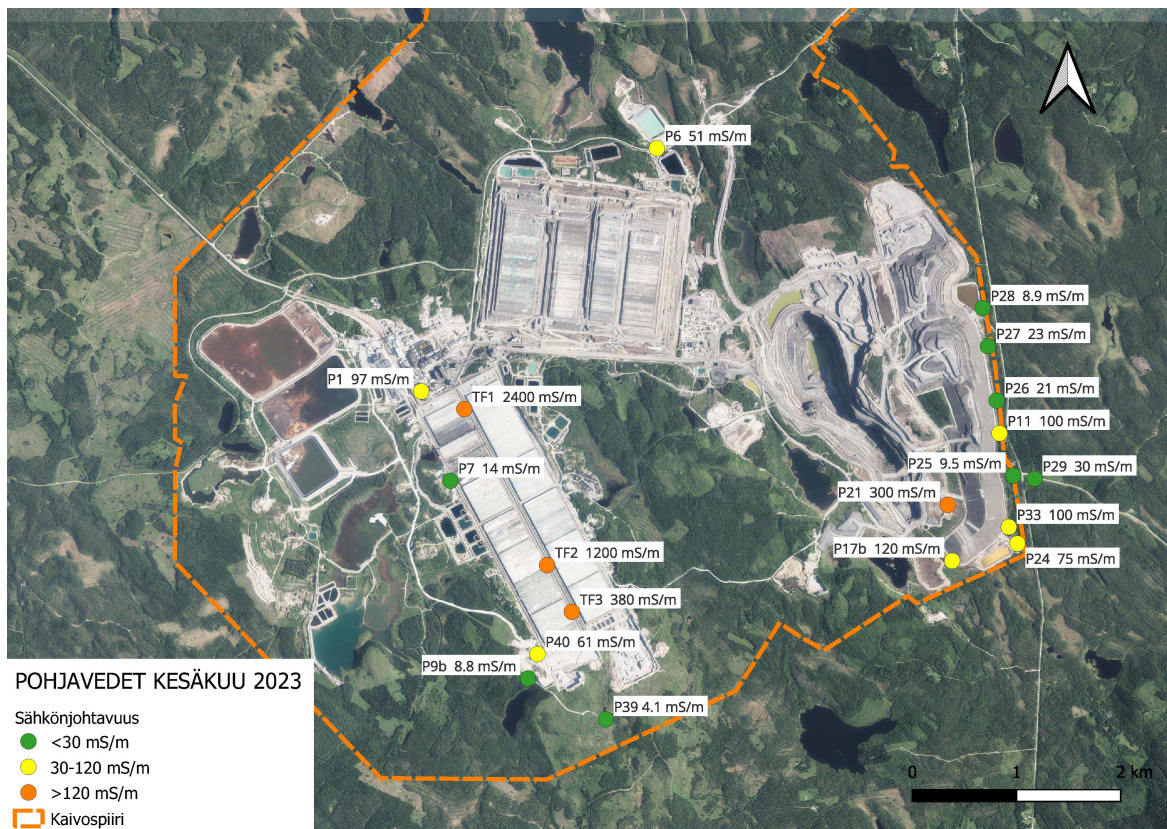 P6 51 mS/m
P28 8.9 mS/m
P27 23 mS/m
P1 97 mS/m
TF1 2400 mS/m
P26 21 mS/m
P11 100 mS/m
P7 14 mS/m
P25 9.5 mS/m
P29 30 mS/m
P21 300 mS/m
P33 100 mS/m
TF2 1200 mS/m
P17b 120 mS/m
P24 75 mS/m
TF3 380 mS/m
P40 61 mS/m
P9b 8.8 mS/m
P39 4.1 mS/m
POHJAVEDET KESÄKUU 2023
Sähkönjohtavuus
<30 mS/m
30-120 mS/m
>120 mS/m
Kaivospiiri
0 1 2 km